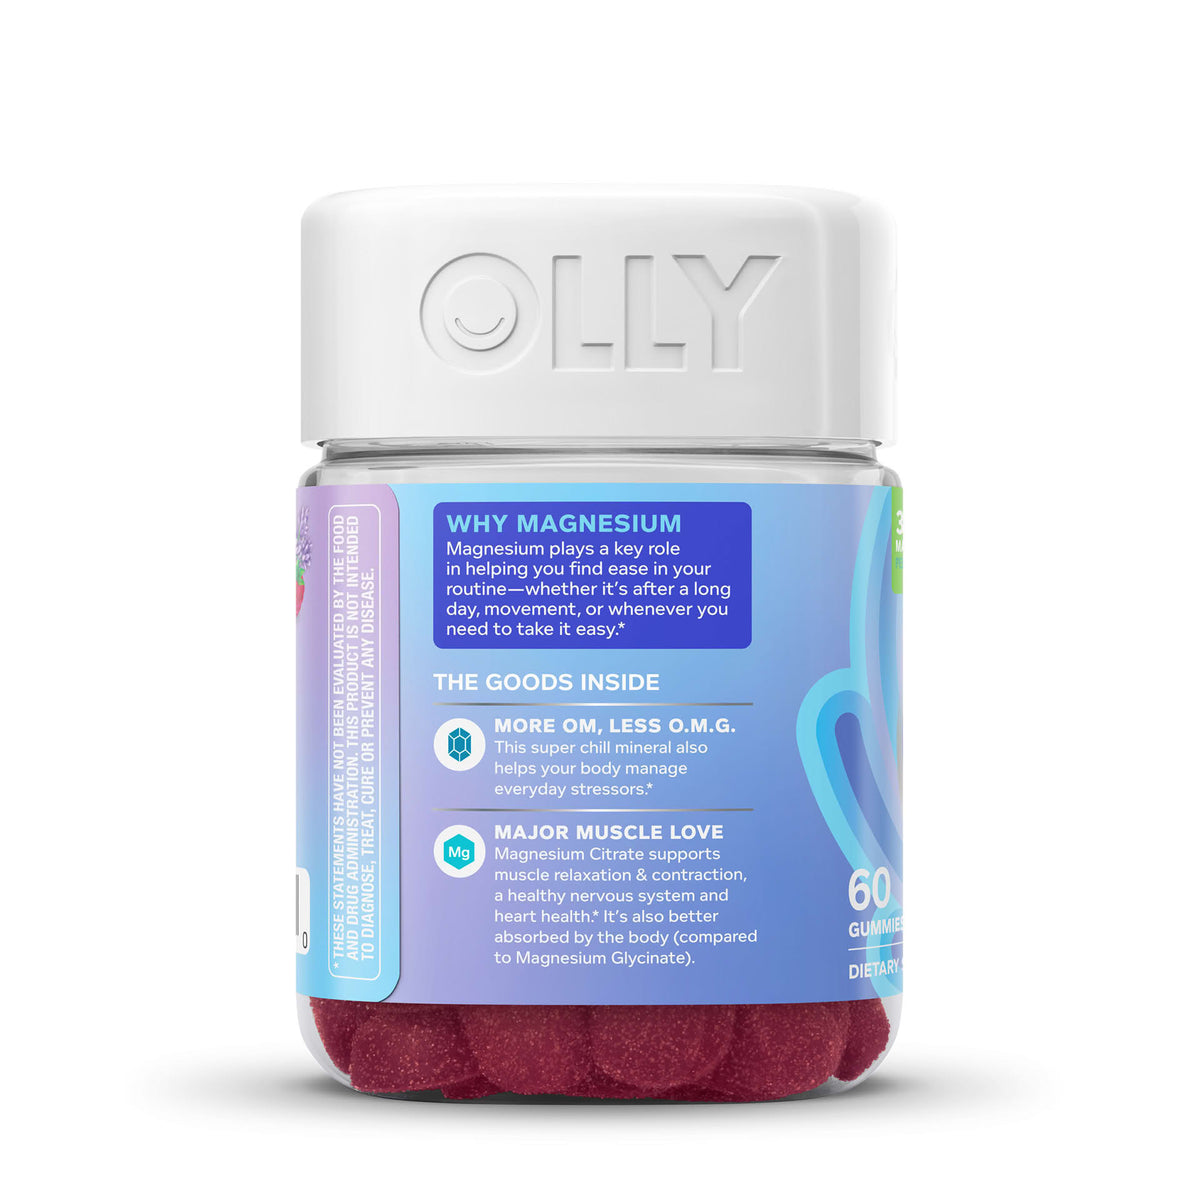 OLLY
* THESE STATEMENTS HAVE NOT BEEN EVALUATED BY THE FOOD
AND DRUG ADMINISTRATION. THIS PRODUCT IS NOT INTENDED
TO DIAGNOSE, TREAT, CURE OR PREVENT ANY DISEASE.
0
WHY MAGNESIUM
Magnesium plays a key role
in helping you find ease in your
routine—whether it's after a long
day, movement, or whenever you
need to take it easy.*
THE GOODS INSIDE
MORE OM, LESS O.M.G.
This super chill mineral also
helps your body manage
everyday stressors.*
Mg
MAJOR MUSCLE LOVE
Magnesium Citrate supports
muscle relaxation & contraction,
a healthy nervous system and
heart health.* It's also better
absorbed by the body (compared
to Magnesium Glycinate).
60
GUMMIES
DIETARY